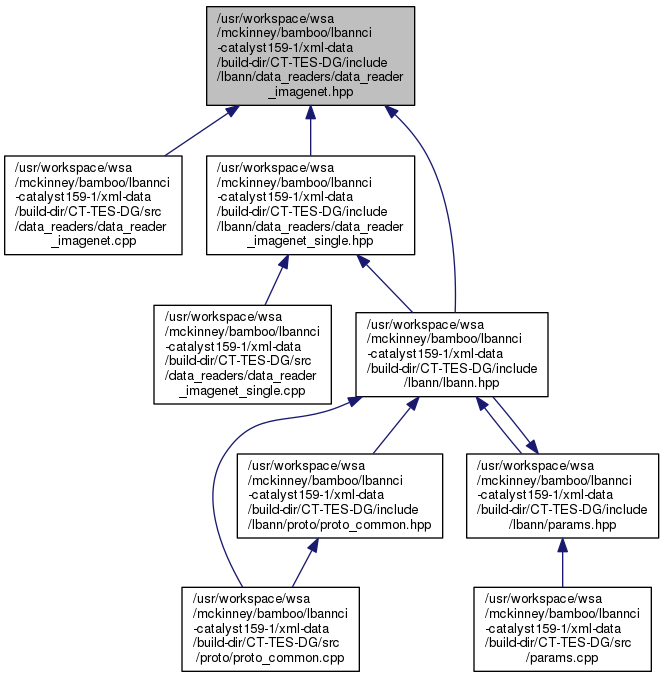 /usr/workspace/wsa
/mckinney/bamboo/lbannci
-catalyst159-1/xml-data
/build-dir/CT-TES-DG/include
/lbann/data_readers/data_reader
_imagenet.hpp
/usr/workspace/wsa
/mckinney/bamboo/lbannci
-catalyst159-1/xml-data
/build-dir/CT-TES-DG/src
/data_readers/data_reader
_imagenet.cpp
/usr/workspace/wsa
/mckinney/bamboo/lbannci
-catalyst159-1/xml-data
/build-dir/CT-TES-DG/include
/lbann/data_readers/data_reader
_imagenet_single.hpp
/usr/workspace/wsa
/mckinney/bamboo/lbannci
-catalyst159-1/xml-data
/build-dir/CT-TES-DG/src
/data_readers/data_reader
_imagenet_single.cpp
/usr/workspace/wsa
/mckinney/bamboo/lbannci
-catalyst159-1/xml-data
/build-dir/CT-TES-DG/include
/lbann/lbann.hpp
/usr/workspace/wsa
/mckinney/bamboo/lbannci
-catalyst159-1/xml-data
/build-dir/CT-TES-DG/include
/lbann/proto/proto_common.hpp
/usr/workspace/wsa
/mckinney/bamboo/lbannci
-catalyst159-1/xml-data
/build-dir/CT-TES-DG/include
/lbann/params.hpp
/usr/workspace/wsa
/mckinney/bamboo/lbannci
-catalyst159-1/xml-data
/build-dir/CT-TES-DG/src
/proto/proto_common.cpp
/usr/workspace/wsa
/mckinney/bamboo/lbannci
-catalyst159-1/xml-data
/build-dir/CT-TES-DG/src
/params.cpp